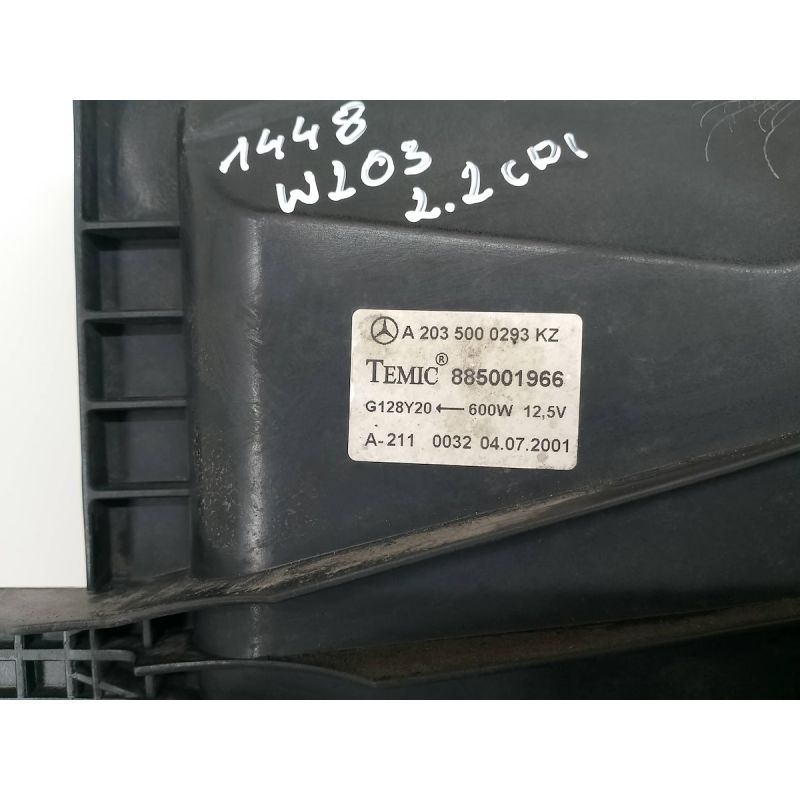 1448
W203
2.2CDI
A 203 500 0293 KZ
TEMIC® 885001966
G128Y20 ← 600W 12,5V
A-211 0032 04.07.2001